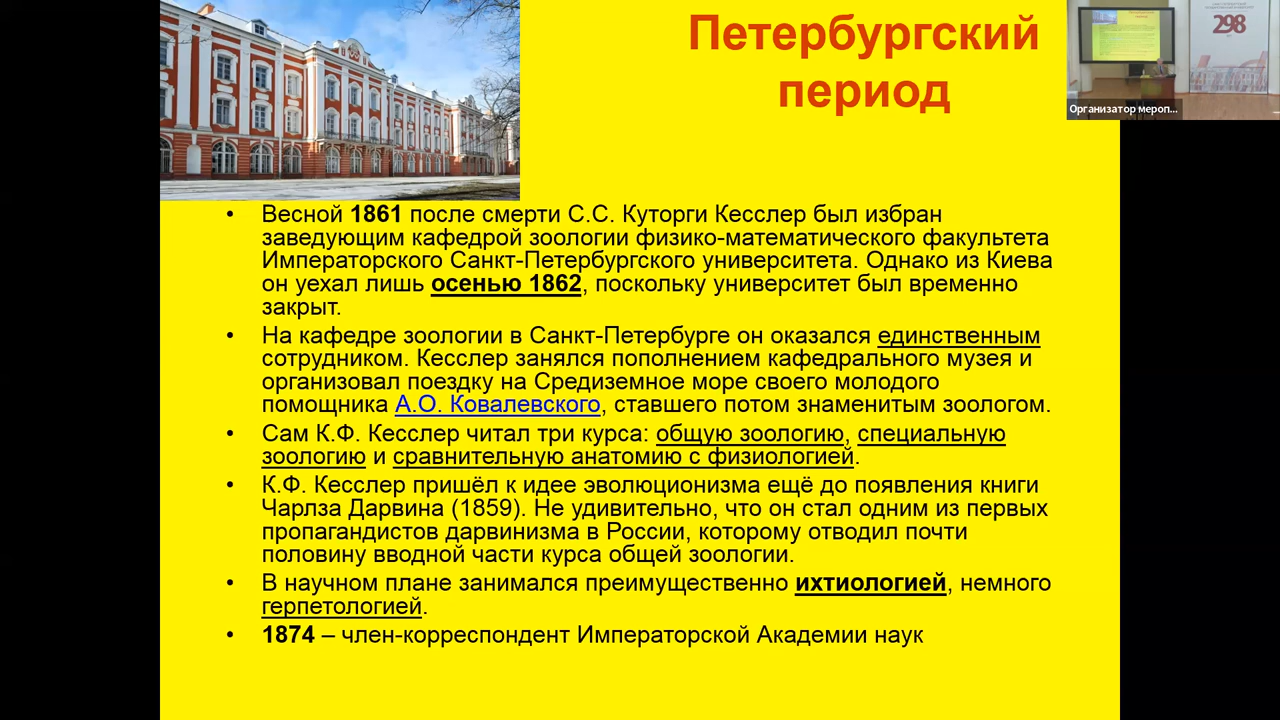 Петербургский
период
298
Организатор мероп...
• Весной 1861 после смерти С.С. Куторги Кесслер был избран
заведующим кафедрой зоологии физико-математического факультета
Императорского Санкт-Петербургского университета. Однако из Киева
он уехал лишь осенью 1862, поскольку университет был временно
закрыт.
• На кафедре зоологии в Санкт-Петербурге он оказался единственным
сотрудником. Кесслер занялся пополнением кафедрального музея и
организовал поездку на Средиземное море своего молодого
помощника А.О. Ковалевского, ставшего потом знаменитым зоологом.
• Сам К.Ф. Кесслер читал три курса: общую зоологию, специальную
зоологию и сравнительную анатомию с физиологией.
• К.Ф. Кесслер пришёл к идее эволюционизма ещё до появления книги
Чарлза Дарвина (1859). Не удивительно, что он стал одним из первых
пропагандистов дарвинизма в России, которому отводил почти
половину вводной части курса общей зоологии.
• В научном плане занимался преимущественно ихтиологией, немного
герпетологией.
• 1874 – член-корреспондент Императорской Академии наук